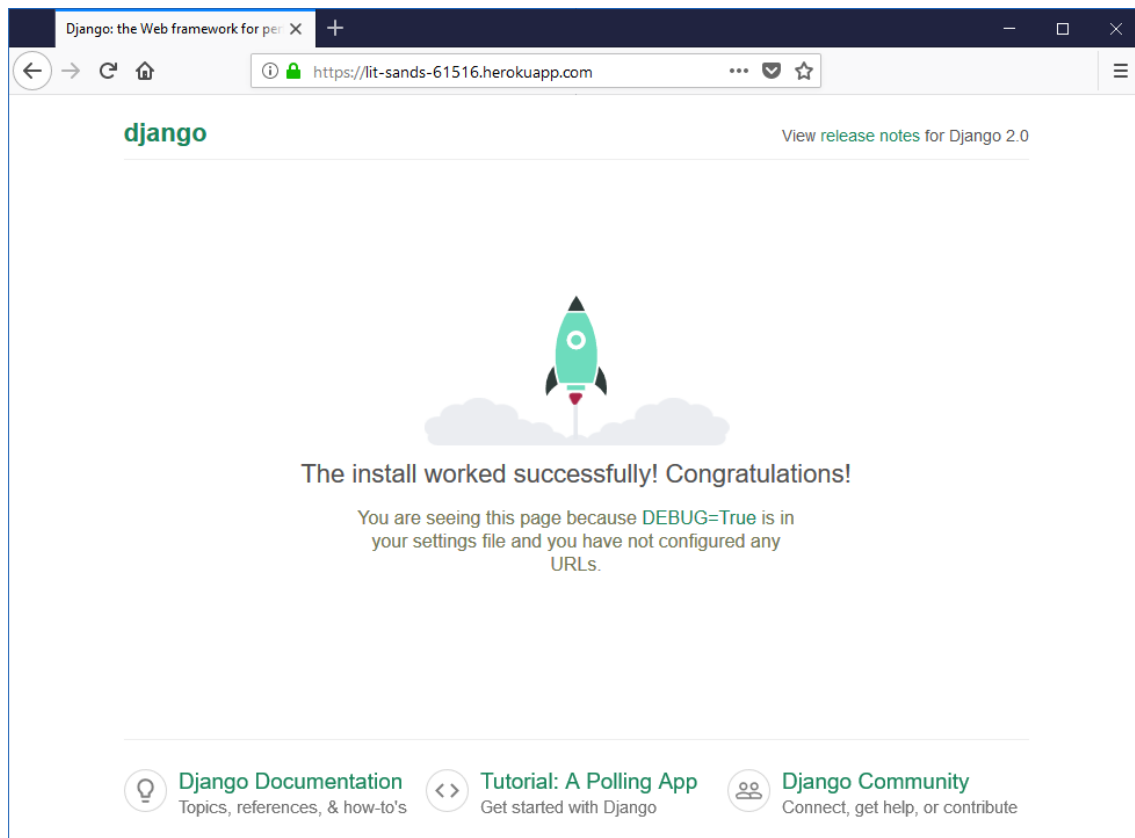 Django: the Web framework for per
https://lit-sands-61516.herokuapp.com
django
View release notes for Django 2.0
The install worked successfully! Congratulations!
You are seeing this page because DEBUG=True is in
your settings file and you have not configured any
URLs.
Django Documentation
Topics, references, & how-to's
Tutorial: A Polling App
Get started with Django
Django Community
Connect, get help, or contribute